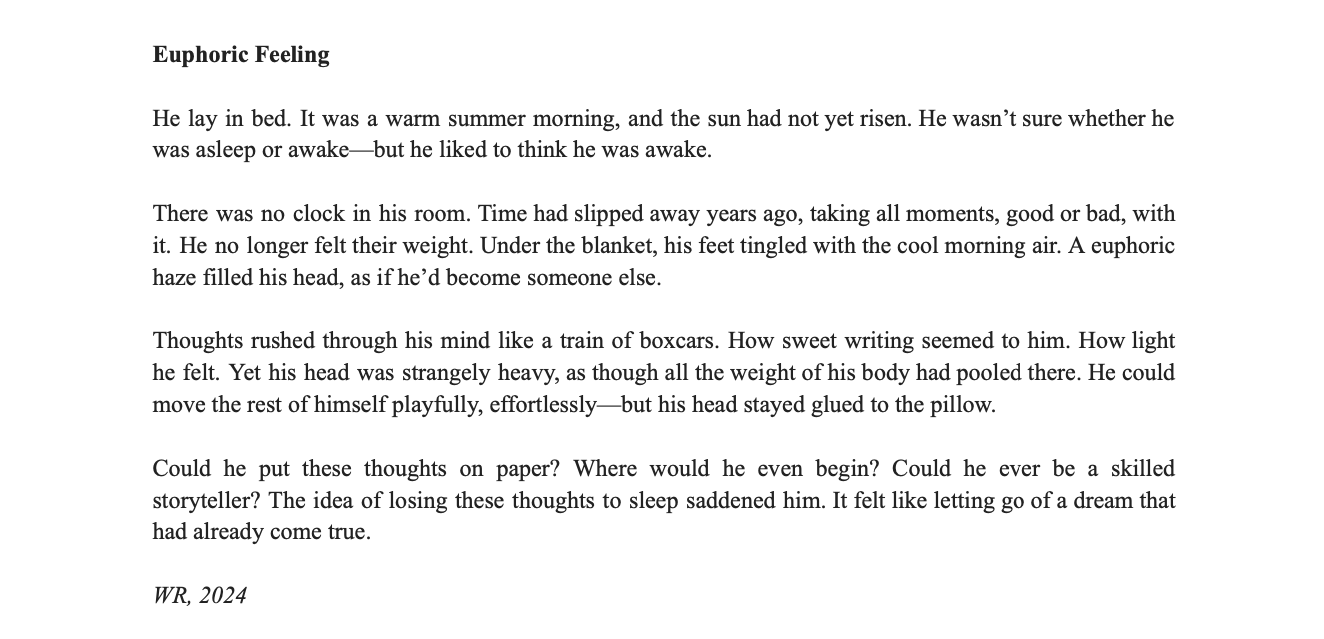 Euphoric Feeling
He lay in bed. It was a warm summer morning, and the sun had not yet risen. He wasn’t sure whether he
was asleep or awake—but he liked to think he was awake.
There was no clock in his room. Time had slipped away years ago, taking all moments, good or bad, with
it. He no longer felt their weight. Under the blanket, his feet tingled with the cool morning air. A euphoric
haze filled his head, as if he’d become someone else.
Thoughts rushed through his mind like a train of boxcars. How sweet writing seemed to him. How light
he felt. Yet his head was strangely heavy, as though all the weight of his body had pooled there. He could
move the rest of himself playfully, effortlessly—but his head stayed glued to the pillow.
Could he put these thoughts on paper? Where would he even begin? Could he ever be a skilled
storyteller? The idea of losing these thoughts to sleep saddened him. It felt like letting go of a dream that
had already come true.
WR, 2024